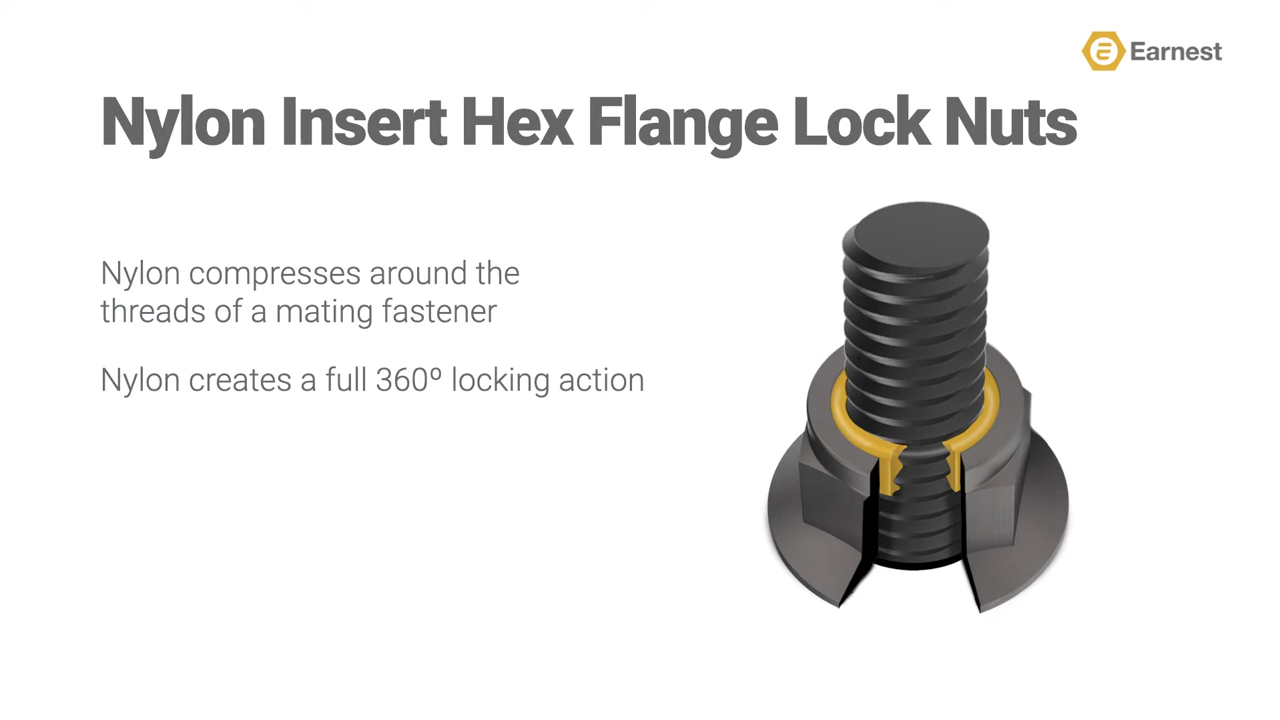 Earnest
Nylon Insert Hex Flange Lock Nuts
Nylon compresses around the
threads of a mating fastener
Nylon creates a full 360º locking action